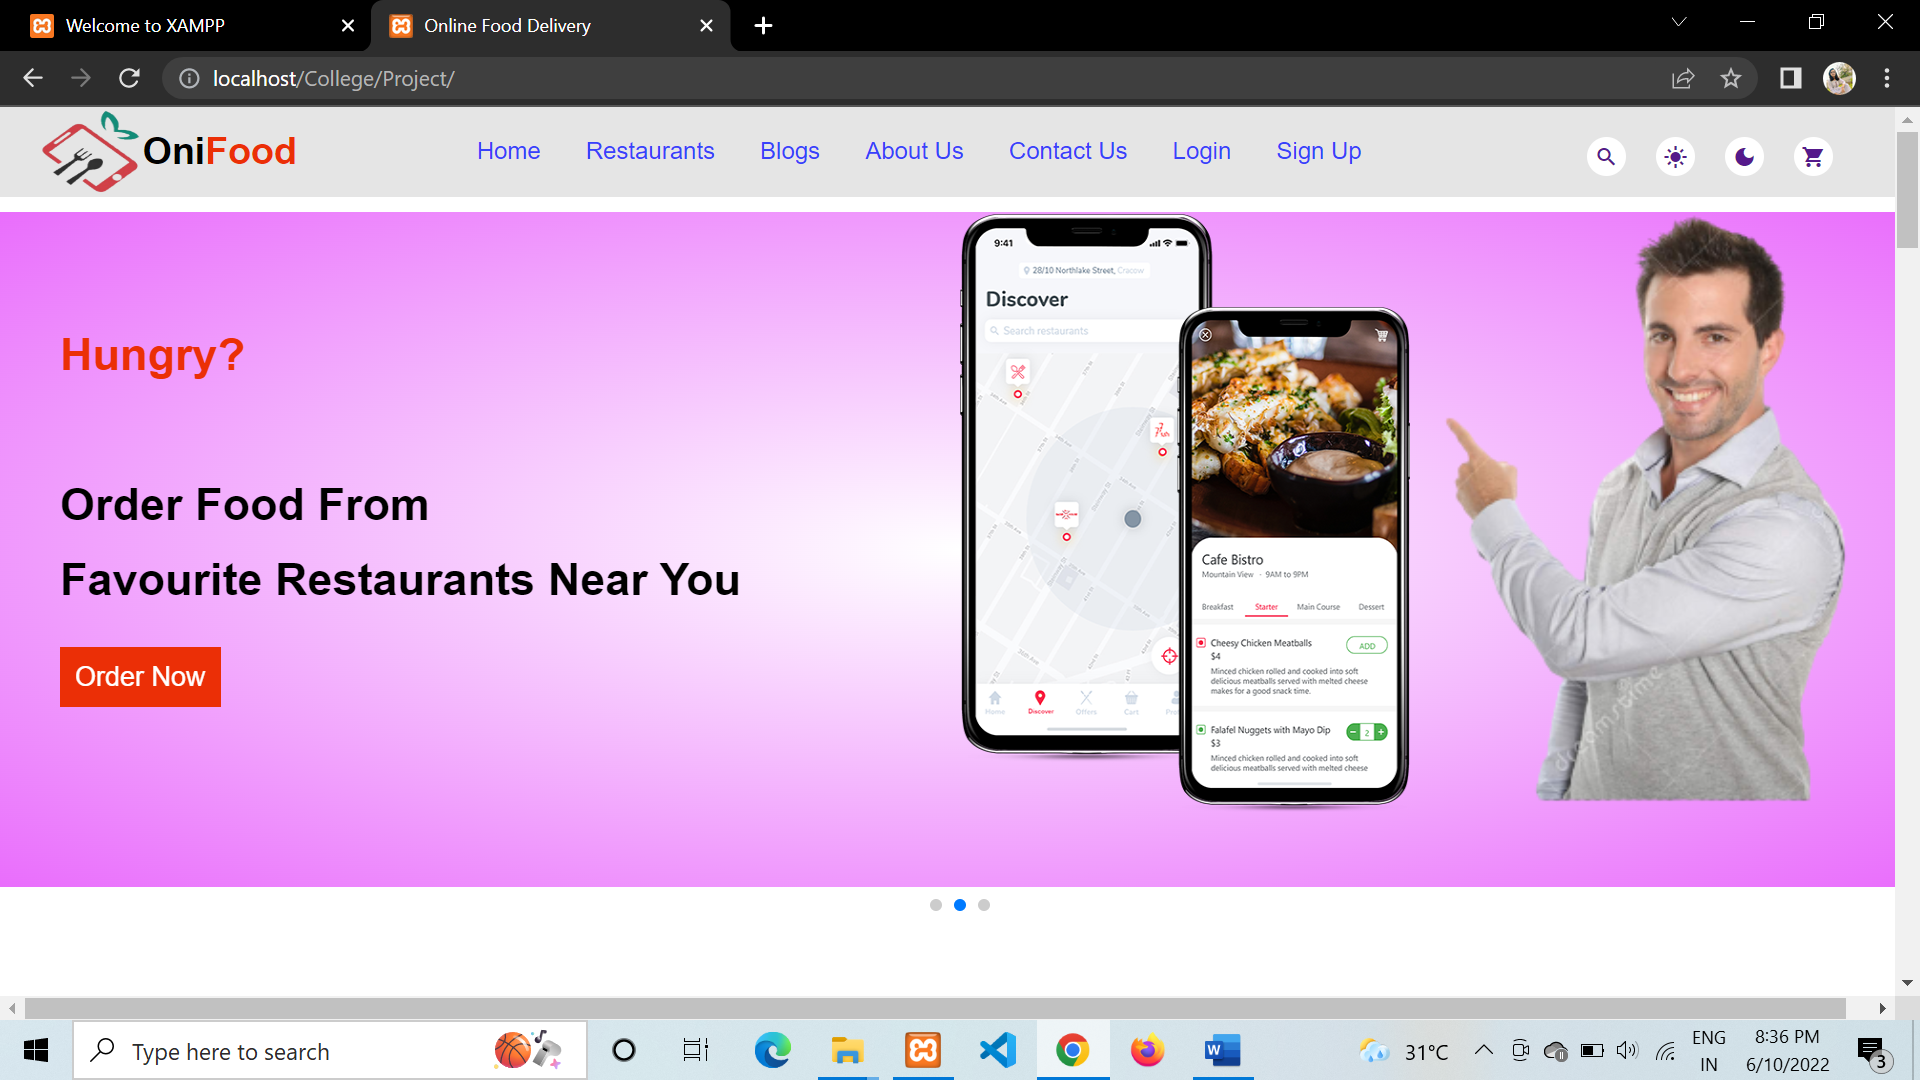 Welcome to XAMPP
Online Food Delivery
localhost/College/Project/
OniFood
Home Restaurants Blogs About Us Contact Us Login Sign Up
Hungry?
Order Food From
Favourite Restaurants Near You
Order Now
9:41
28/10 Northlake Street, Cracow
Discover
Search restaurants
Home Discover Offers Cart
Cafe Bistro
Mountain View - 9AM to 9PM
Breakfast Starter Main Course Dessert
Cheesy Chicken Meatballs ADD
$4
Minced chicken rolled and cooked into soft
delicious meatballs served with melted cheese
makes for a good snack time.
Falafel Nuggets with Mayo Dip - 2 +
$3
Minced chicken rolled and cooked into soft
delicious meatballs served with melted cheese
dreamstime
Type here to search
31°C
ENG
IN
8:36 PM
6/10/2022
3